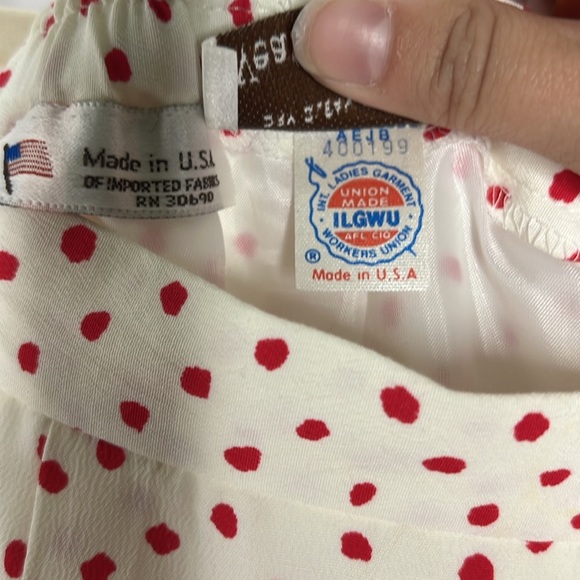 Made in U.S.A
OF IMPORTED FABRICS
RN 30690
AEJB
400199
INT. LADIES GARMENT
UNION
MADE
ILGWU
AFL CIO
WORKERS UNION
®
Made in U.S.A